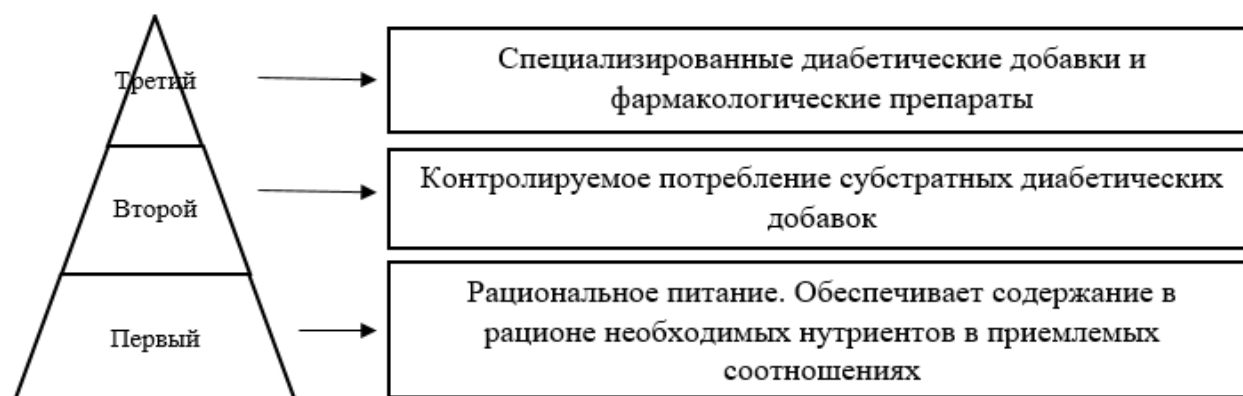 Третий
Специализированные диабетические добавки и
фармакологические препараты
Второй
Контролируемое потребление субстратных диабетических
добавок
Первый
Рациональное питание. Обеспечивает содержание в
рационе необходимых нутриентов в приемлемых
соотношениях